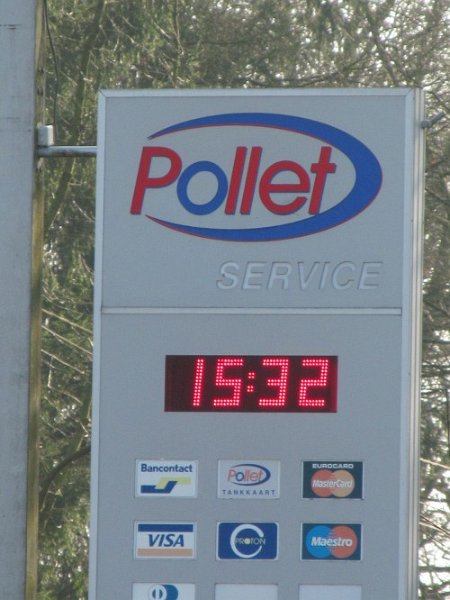 Pollet
SERVICE
15:32
Bancontact
Pollet
TANKKAART
EUROCARD
MasterCard
VISA
PROTON
Maestro